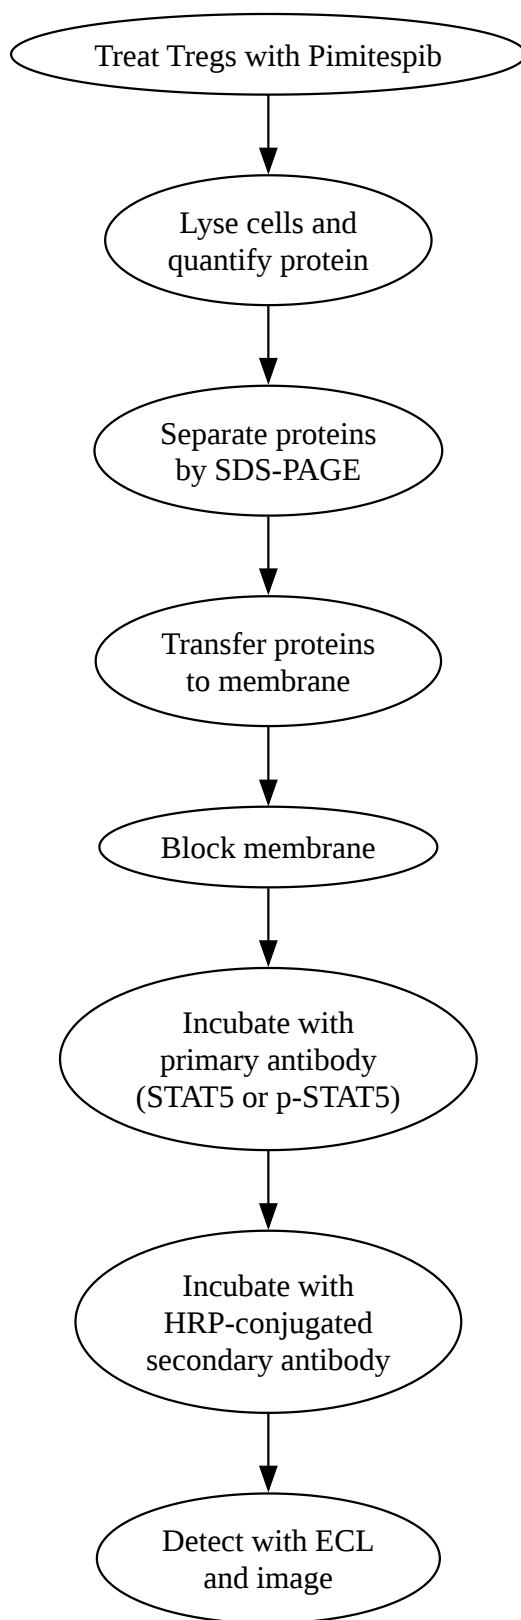 Treat Tregs with Pimitespib
Lyse cells and
quantify protein
Separate proteins
by SDS-PAGE
Transfer proteins
to membrane
Block membrane
Incubate with
primary antibody
(STAT5 or p-STAT5)
Incubate with
HRP-conjugated
secondary antibody
Detect with ECL
and image